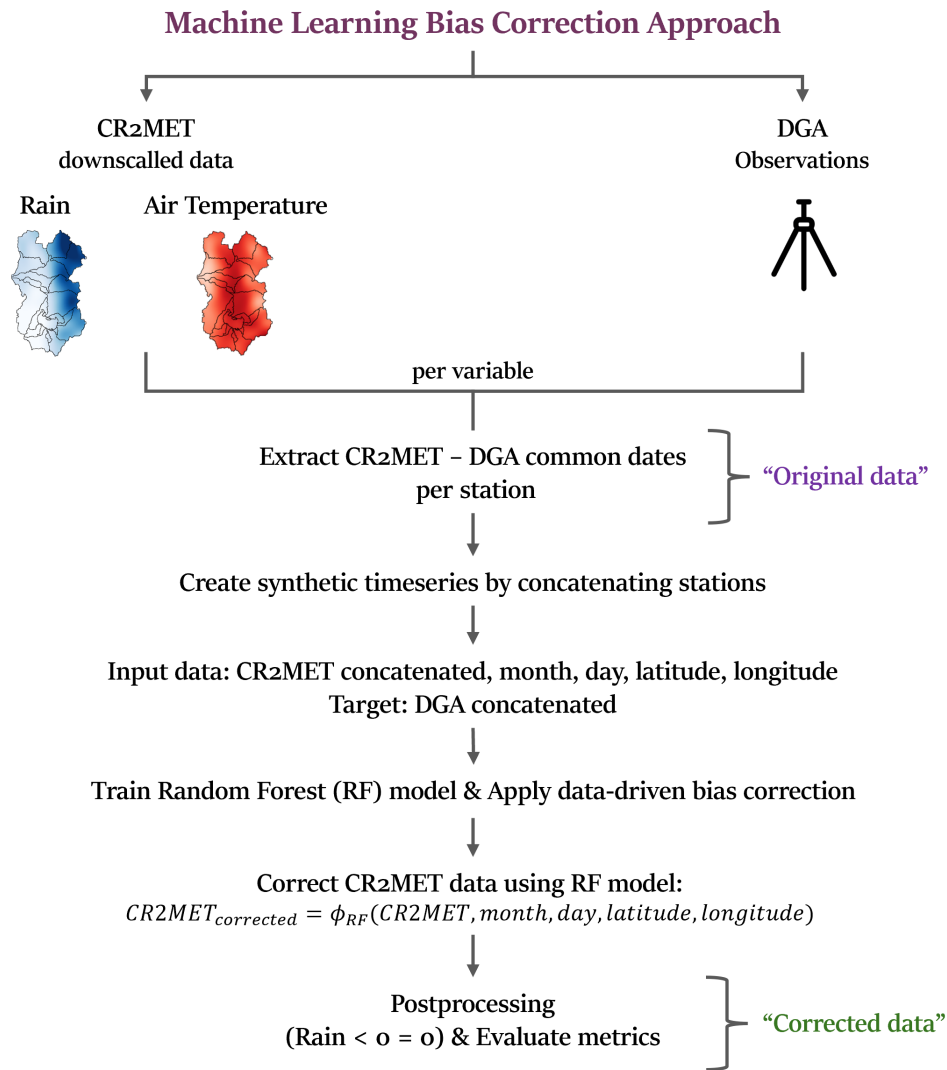 Machine Learning Bias Correction Approach
CR2MET
downscalled data
DGA
Observations
Rain
Air Temperature
per variable
Extract CR2MET – DGA common dates
per station
“Original data”
Create synthetic timeseries by concatenating stations
Input data: CR2MET concatenated, month, day, latitude, longitude
Target: DGA concatenated
Train Random Forest (RF) model & Apply data-driven bias correction
Correct CR2MET data using RF model:
CR2MET_corrected = ϕ_RF(CR2MET, month, day, latitude, longitude)
Postprocessing
(Rain < 0 = 0) & Evaluate metrics
“Corrected data”